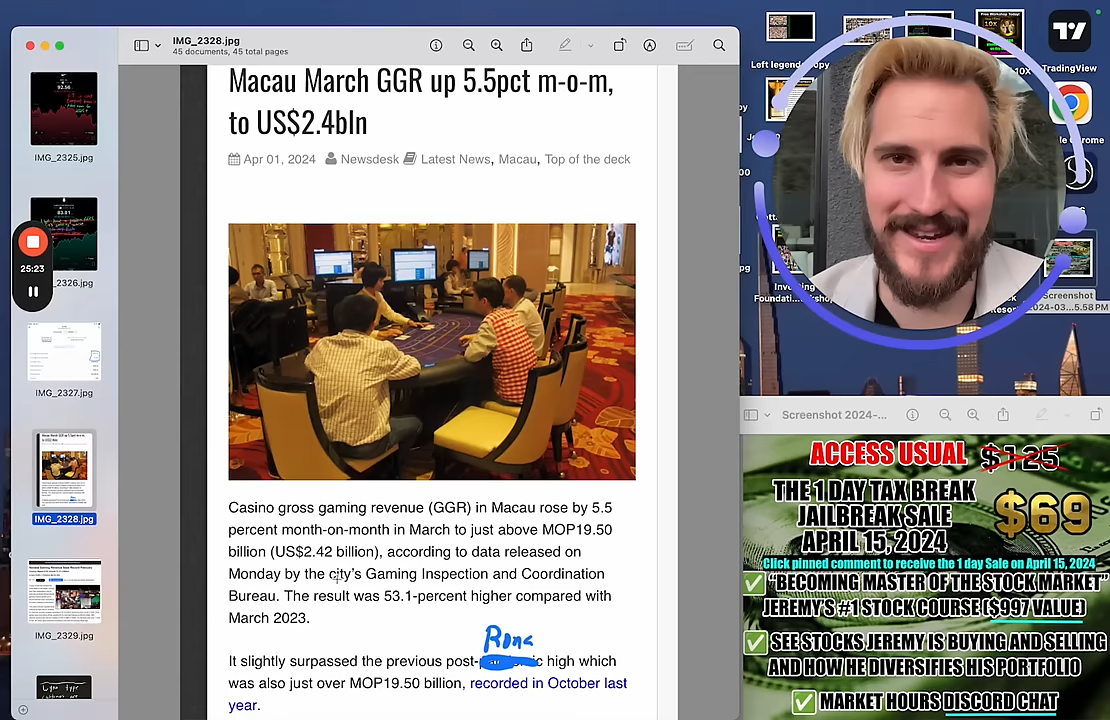 IMG_2328.jpg
45 documents, 45 total pages
IMG_2325.jpg
25:23
_2326.jpg
IMG_2327.jpg
IMG_2328.jpg
IMG_2329.jpg
Macau March GGR up 5.5pct m-o-m,
to US$2.4bln
Apr 01, 2024 Newsdesk Latest News, Macau, Top of the deck
Casino gross gaming revenue (GGR) in Macau rose by 5.5
percent month-on-month in March to just above MOP19.50
billion (US$2.42 billion), according to data released on
Monday by the city's Gaming Inspection and Coordination
Bureau. The result was 53.1-percent higher compared with
March 2023.
Rona
It slightly surpassed the previous post- c high which
was also just over MOP19.50 billion, recorded in October last
year.
Left legend
opy
10X
TradingView
Chrome
Investing
Foundati...
Screenshot
2024-03...5.58 PM
Screenshot 2024-...
ACCESS USUAL $125
THE 1 DAY TAX BREAK
JAILBREAK SALE
APRIL 15, 2024
$69
Click pinned comment to receive the 1 day Sale on April 15, 2024
✅ "BECOMING MASTER OF THE STOCK MARKET"
JEREMY'S #1 STOCK COURSE ($997 VALUE)
✅ SEE STOCKS JEREMY IS BUYING AND SELLING
AND HOW HE DIVERSIFIES HIS PORTFOLIO
✅ MARKET HOURS DISCORD CHAT